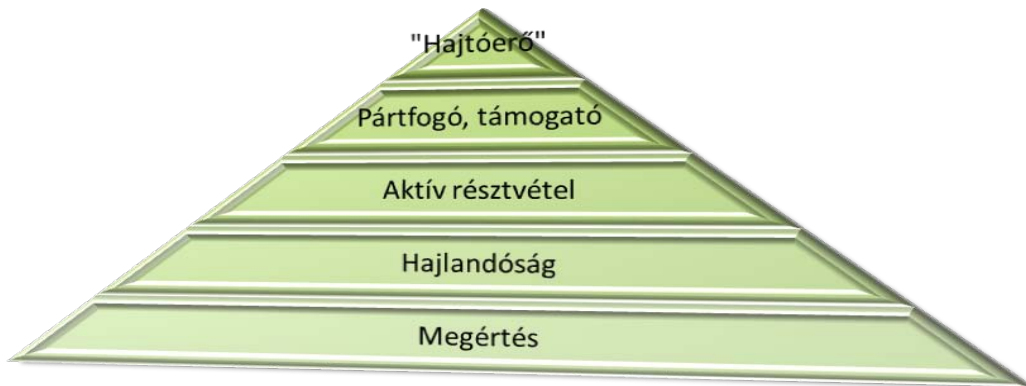 "Hajtóerő"
Pártfogó, támogató
Aktív résztvétel
Hajlandóság
Megértés